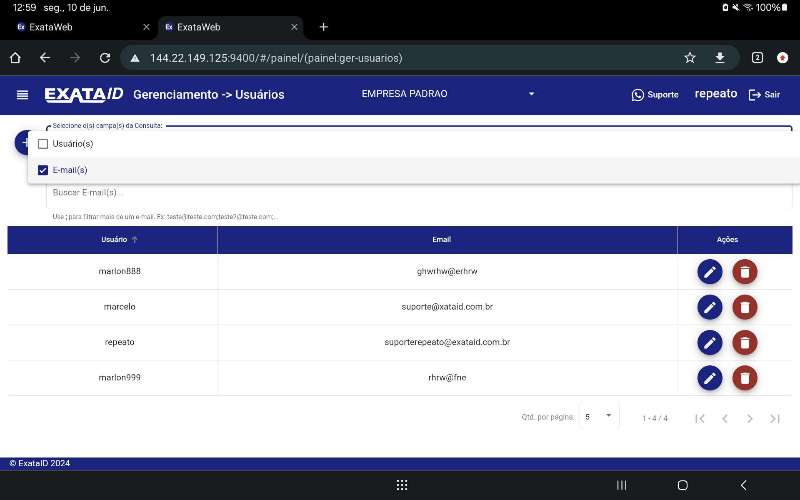 12:59 seg., 10 de jun.
100%
ExataWeb
ExataWeb
144.22.149.125:9400/#/painel/(painel:ger-usuarios)
2
EXATAID Gerenciamento -> Usuários
EMPRESA PADRAO
Suporte
repeato
Sair
Selecione o(s) campo(s) da Consulta:
Usuário(s)
E-mail(s)
Buscar E-mail(s)...
Use ; para filtrar mais de um e-mail. Ex: teste@teste.com;teste2@teste.com;...
Usuário Email Ações
marlon888 ghwrhw@erhrw
marcelo suporte@xataid.com.br
repeato suporterepeato@exataid.com.br
marlon999 rhrw@fne
Qtd. por página: 5 1 - 4 / 4
© ExataID 2024